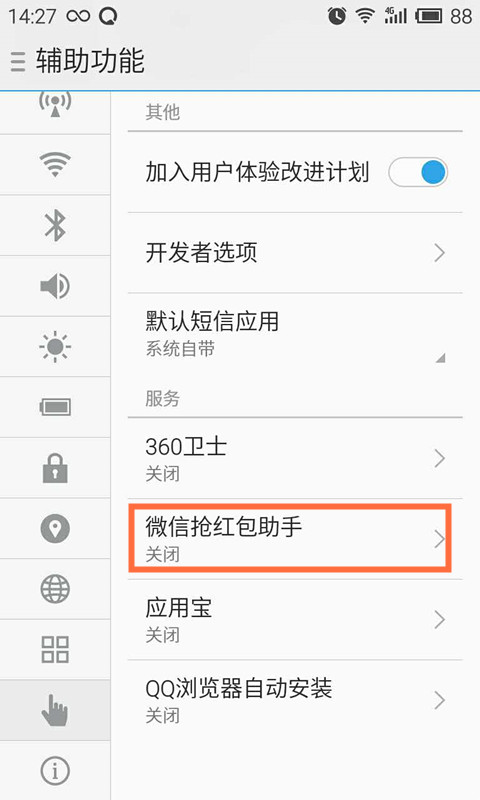 14:27 4G 88
辅助功能
其他
加入用户体验改进计划
开发者选项
默认短信应用
系统自带
服务
360卫士
关闭
微信抢红包助手
关闭
应用宝
关闭
QQ浏览器自动安装
关闭